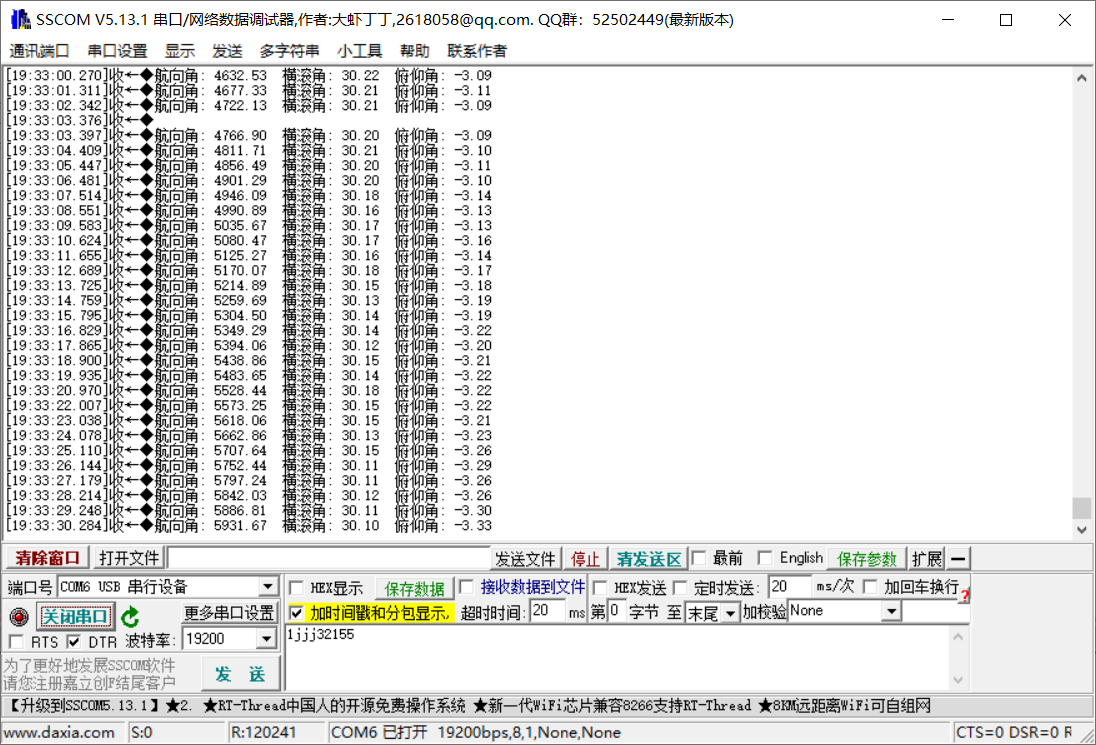 SSCOM V5.13.1 串口/网络数据调试器,作者:大虾丁丁,2618058@qq.com. QQ群：52502449(最新版本)
通讯端口 串口设置 显示 发送 多字符串 小工具 帮助 联系作者
[19:33:00.270]收←◆航向角: 4632.53 横滚角: 30.22 俯仰角: -3.09
[19:33:01.311]收←◆航向角: 4677.33 横滚角: 30.21 俯仰角: -3.11
[19:33:02.342]收←◆航向角: 4722.13 横滚角: 30.21 俯仰角: -3.09
[19:33:03.376]收←◆
[19:33:03.397]收←◆航向角: 4766.90 横滚角: 30.20 俯仰角: -3.09
[19:33:04.409]收←◆航向角: 4811.71 横滚角: 30.21 俯仰角: -3.10
[19:33:05.447]收←◆航向角: 4856.49 横滚角: 30.20 俯仰角: -3.11
[19:33:06.481]收←◆航向角: 4901.29 横滚角: 30.20 俯仰角: -3.10
[19:33:07.514]收←◆航向角: 4946.09 横滚角: 30.18 俯仰角: -3.14
[19:33:08.551]收←◆航向角: 4990.89 横滚角: 30.16 俯仰角: -3.13
[19:33:09.583]收←◆航向角: 5035.67 横滚角: 30.17 俯仰角: -3.13
[19:33:10.624]收←◆航向角: 5080.47 横滚角: 30.17 俯仰角: -3.16
[19:33:11.655]收←◆航向角: 5125.27 横滚角: 30.16 俯仰角: -3.14
[19:33:12.689]收←◆航向角: 5170.07 横滚角: 30.18 俯仰角: -3.17
[19:33:13.725]收←◆航向角: 5214.89 横滚角: 30.15 俯仰角: -3.18
[19:33:14.759]收←◆航向角: 5259.69 横滚角: 30.13 俯仰角: -3.19
[19:33:15.795]收←◆航向角: 5304.50 横滚角: 30.14 俯仰角: -3.19
[19:33:16.829]收←◆航向角: 5349.29 横滚角: 30.14 俯仰角: -3.22
[19:33:17.865]收←◆航向角: 5394.06 横滚角: 30.12 俯仰角: -3.20
[19:33:18.900]收←◆航向角: 5438.86 横滚角: 30.15 俯仰角: -3.21
[19:33:19.935]收←◆航向角: 5483.65 横滚角: 30.14 俯仰角: -3.22
[19:33:20.970]收←◆航向角: 5528.44 横滚角: 30.18 俯仰角: -3.22
[19:33:22.007]收←◆航向角: 5573.25 横滚角: 30.15 俯仰角: -3.22
[19:33:23.038]收←◆航向角: 5618.06 横滚角: 30.15 俯仰角: -3.21
[19:33:24.078]收←◆航向角: 5662.86 横滚角: 30.13 俯仰角: -3.23
[19:33:25.110]收←◆航向角: 5707.64 横滚角: 30.15 俯仰角: -3.26
[19:33:26.144]收←◆航向角: 5752.44 横滚角: 30.11 俯仰角: -3.29
[19:33:27.179]收←◆航向角: 5797.24 横滚角: 30.11 俯仰角: -3.26
[19:33:28.214]收←◆航向角: 5842.03 横滚角: 30.12 俯仰角: -3.26
[19:33:29.248]收←◆航向角: 5886.81 横滚角: 30.11 俯仰角: -3.30
[19:33:30.284]收←◆航向角: 5931.67 横滚角: 30.10 俯仰角: -3.33
清除窗口 打开文件 发送文件 停止 清发送区 最前 English 保存参数 扩展 —
端口号 COM6 USB 串行设备 HEX显示 保存数据 接收数据到文件 HEX发送 定时发送: 20 ms/次 加回车换行 ?
关闭串口 更多串口设置 加时间戳和分包显示, 超时时间: 20 ms 第0 字节 至 末尾 加校验 None
RTS DTR 波特率: 19200 1jjj32155
为了更好地发展SSCOM软件
请您注册嘉立创F结尾客户 发 送
【升级到SSCOM5.13.1】★2. ★RT-Thread中国人的开源免费操作系统 ★新一代WiFi芯片兼容8266支持RT-Thread ★8KM远距离WiFi可自组网
www.daxia.com S:0 R:120241 COM6 已打开 19200bps,8,1,None,None CTS=0 DSR=0 R